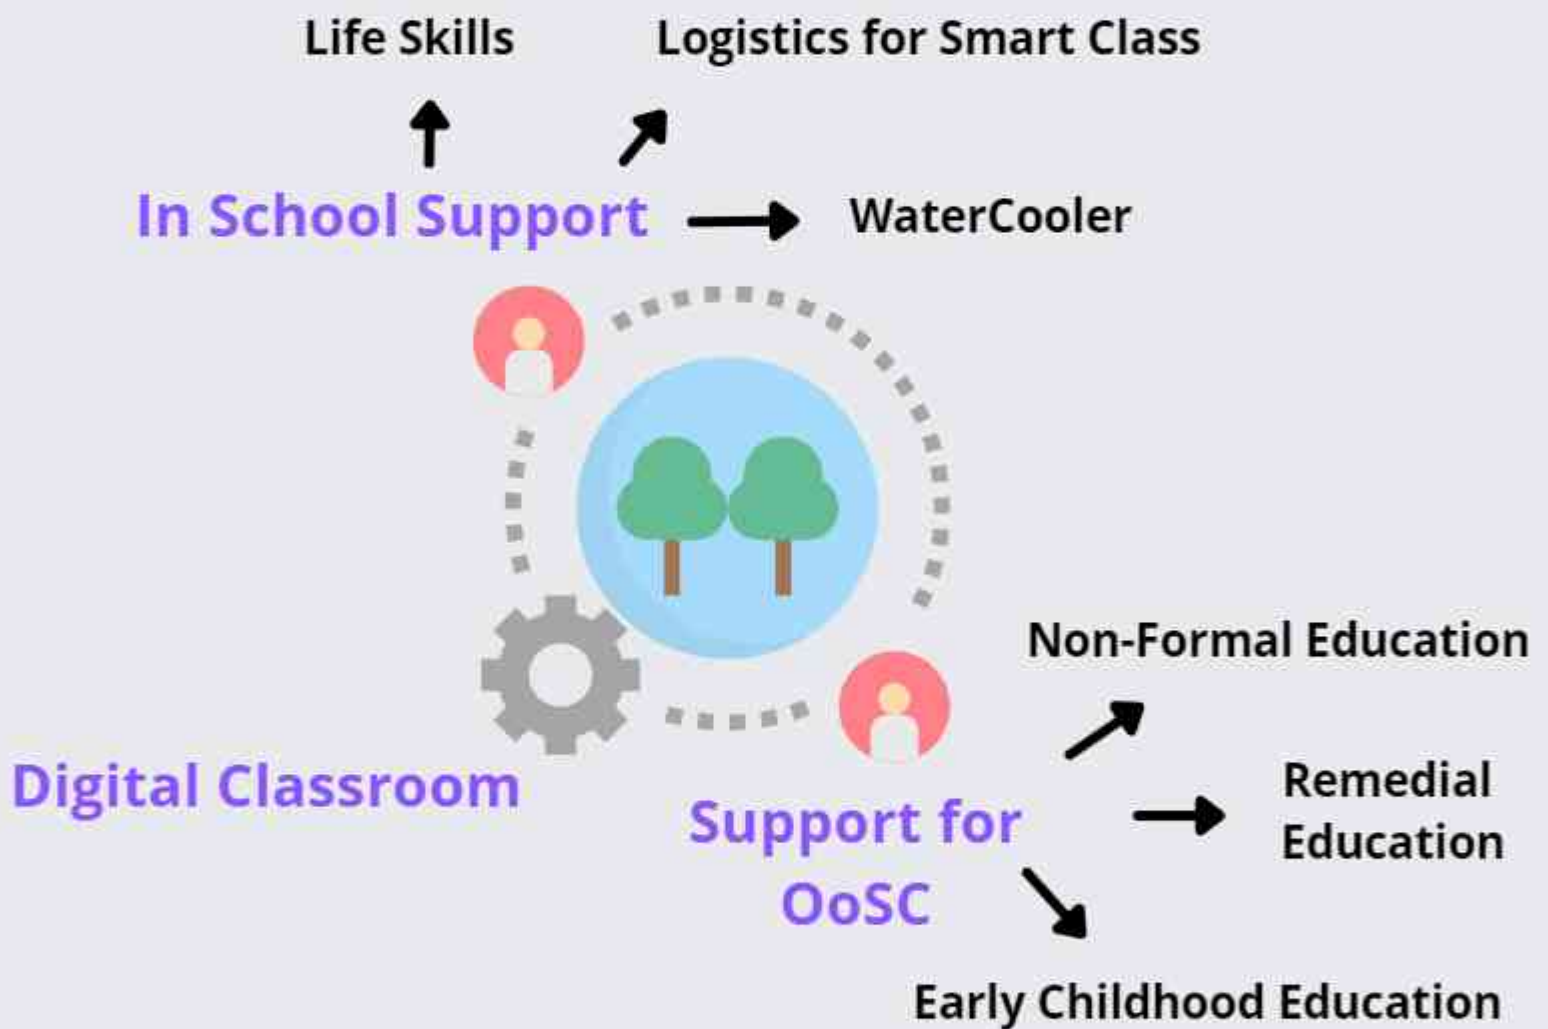 Life Skills
Logistics for Smart Class
In School Support
WaterCooler
Non-Formal Education
Digital Classroom
Support for
OoSC
Remedial
Education
Early Childhood Education